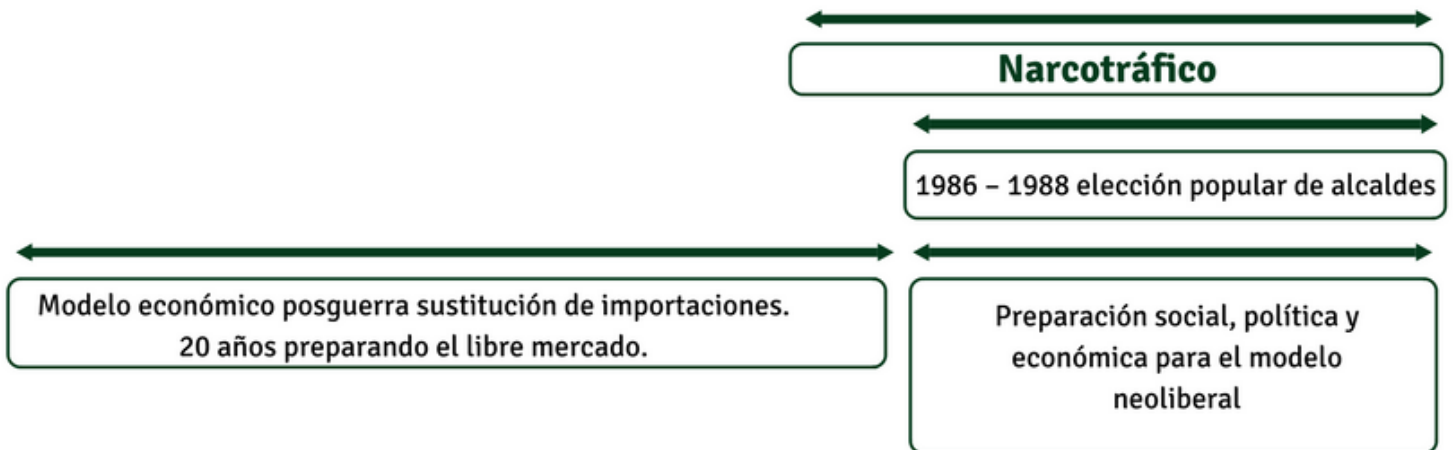 Narcotráfico
1986 – 1988 elección popular de alcaldes
Modelo económico posguerra sustitución de importaciones.
20 años preparando el libre mercado.
Preparación social, política y
económica para el modelo
neoliberal